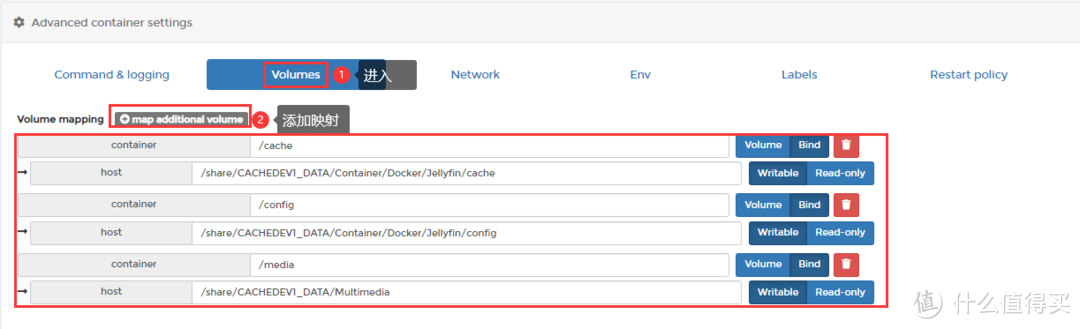 Advanced container settings
Command & logging Volumes 1 进入 Network Env Labels Restart policy
Volume mapping map additional volume 2 添加映射
container /cache Volume Bind
host /share/CACHEDEV1_DATA/Container/Docker/Jellyfin/cache Writable Read-only
container /config Volume Bind
host /share/CACHEDEV1_DATA/Container/Docker/Jellyfin/config Writable Read-only
container /media Volume Bind
host /share/CACHEDEV1_DATA/Multimedia Writable Read-only
值 什么值得买